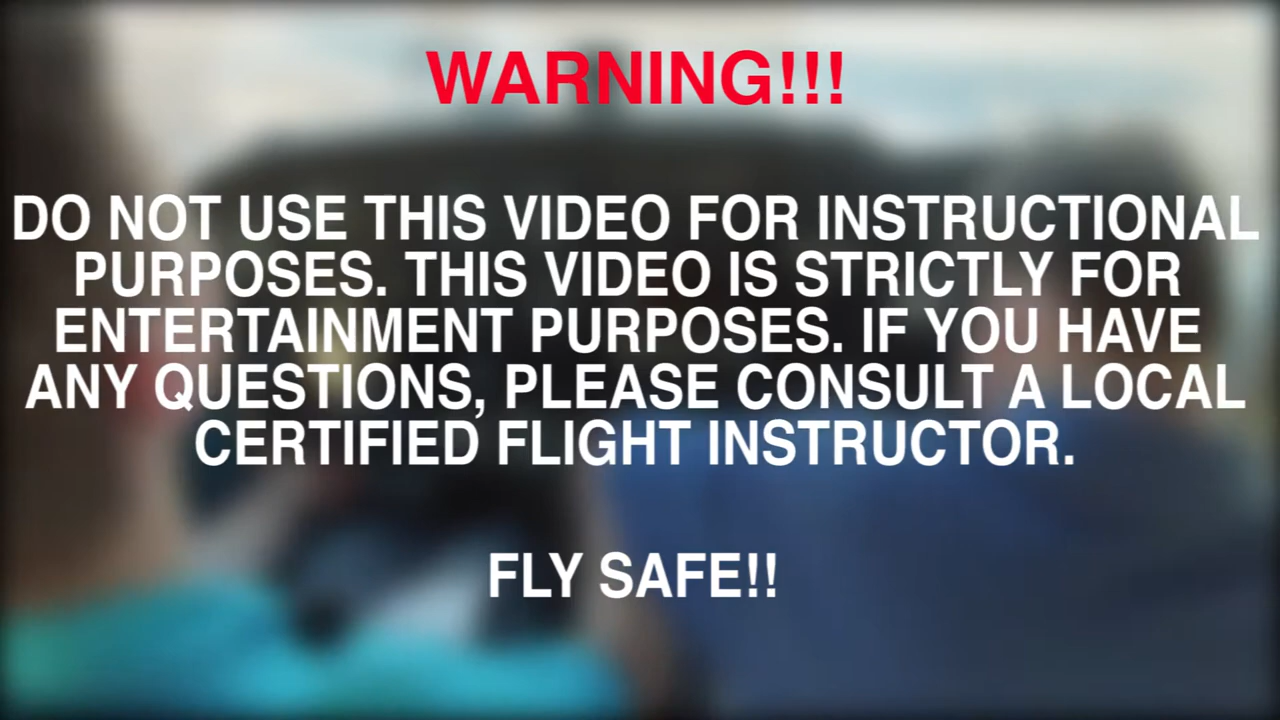 WARNING!!!
DO NOT USE THIS VIDEO FOR INSTRUCTIONAL
PURPOSES. THIS VIDEO IS STRICTLY FOR
ENTERTAINMENT PURPOSES. IF YOU HAVE
ANY QUESTIONS, PLEASE CONSULT A LOCAL
CERTIFIED FLIGHT INSTRUCTOR.
FLY SAFE!!